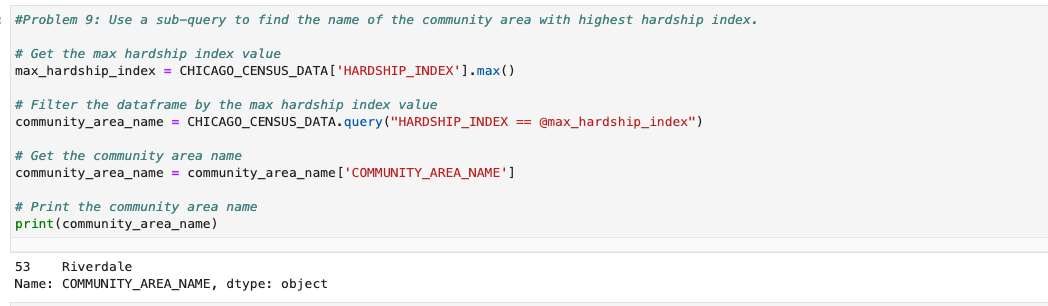 #Problem 9: Use a sub-query to find the name of the community area with highest hardship index.
# Get the max hardship index value
max_hardship_index = CHICAGO_CENSUS_DATA['HARDSHIP_INDEX'].max()
# Filter the dataframe by the max hardship index value
community_area_name = CHICAGO_CENSUS_DATA.query("HARDSHIP_INDEX == @max_hardship_index")
# Get the community area name
community_area_name = community_area_name['COMMUNITY_AREA_NAME']
# Print the community area name
print(community_area_name)
53    Riverdale
Name: COMMUNITY_AREA_NAME, dtype: object